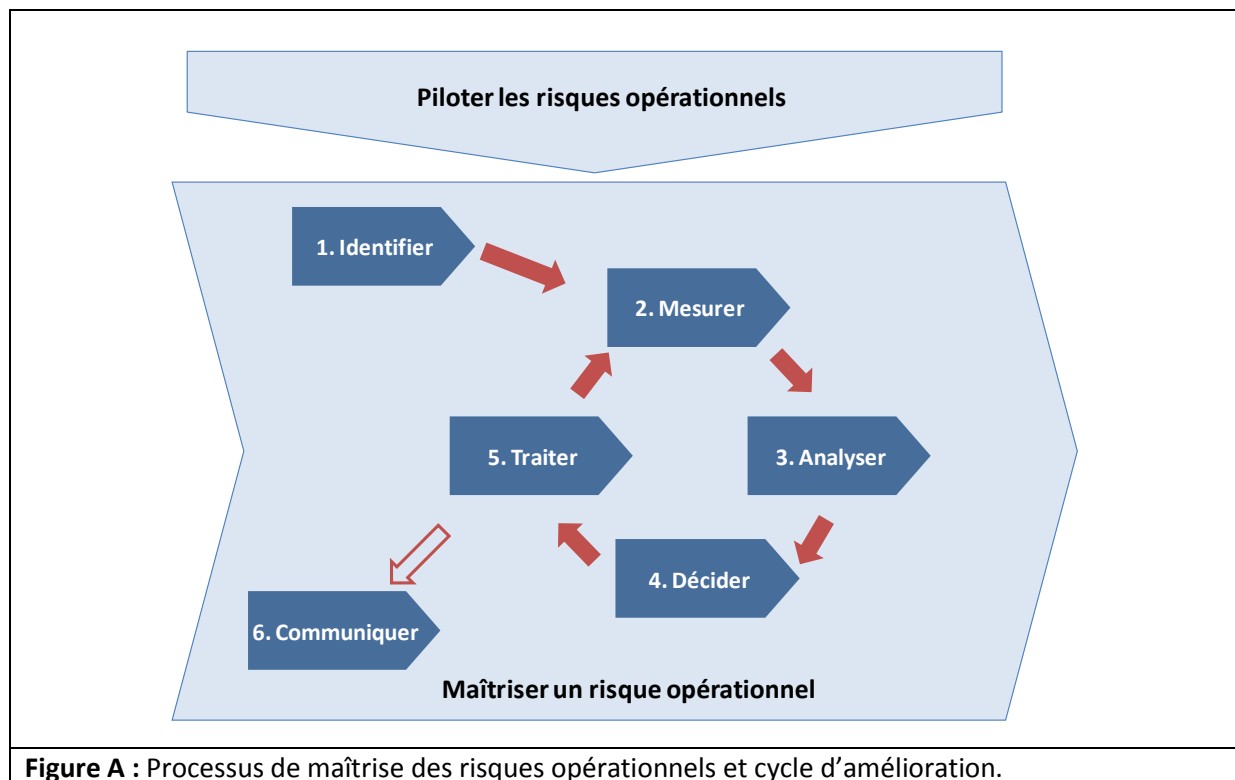 Piloter les risques opérationnels
1. Identifier
2. Mesurer
5. Traiter
3. Analyser
4. Décider
6. Communiquer
Maîtriser un risque opérationnel
Figure A : Processus de maîtrise des risques opérationnels et cycle d’amélioration.